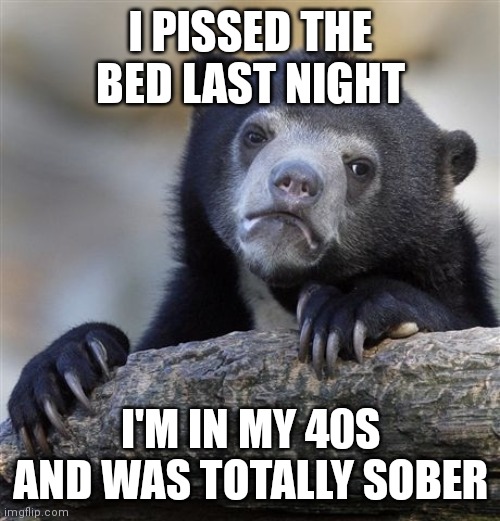 I PISSED THE
BED LAST NIGHT
I'M IN MY 40S
AND WAS TOTALLY SOBER
imgflip.com